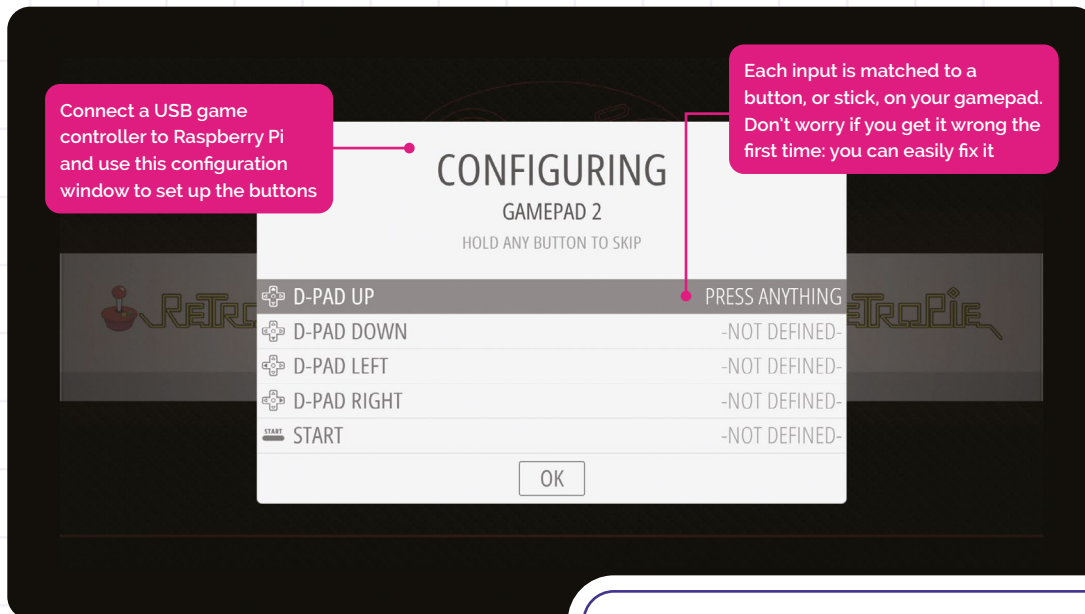 Connect a USB game
controller to Raspberry Pi
and use this configuration
window to set up the buttons
Each input is matched to a
button, or stick, on your gamepad.
Don't worry if you get it wrong the
first time: you can easily fix it
CONFIGURING
GAMEPAD 2
HOLD ANY BUTTON TO SKIP
D-PAD UP PRESS ANYTHING
D-PAD DOWN -NOT DEFINED-
D-PAD LEFT -NOT DEFINED-
D-PAD RIGHT -NOT DEFINED-
START START -NOT DEFINED-
OK
RETRO
ETROPIE